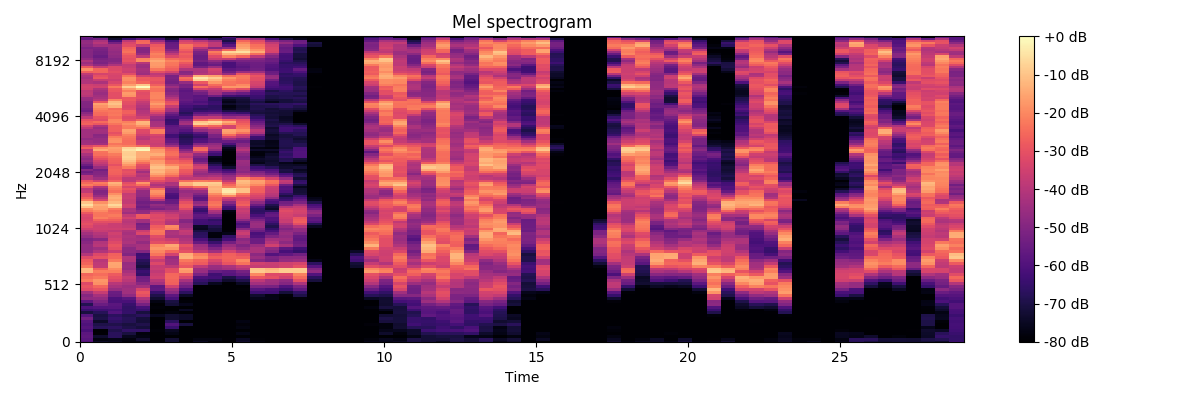 Mel spectrogram
+0 dB
8192
-10 dB
4096
-20 dB
-30 dB
Hz
2048
-40 dB
1024
-50 dB
-60 dB
512
-70 dB
0
-80 dB
0 5 10 15 20 25
Time